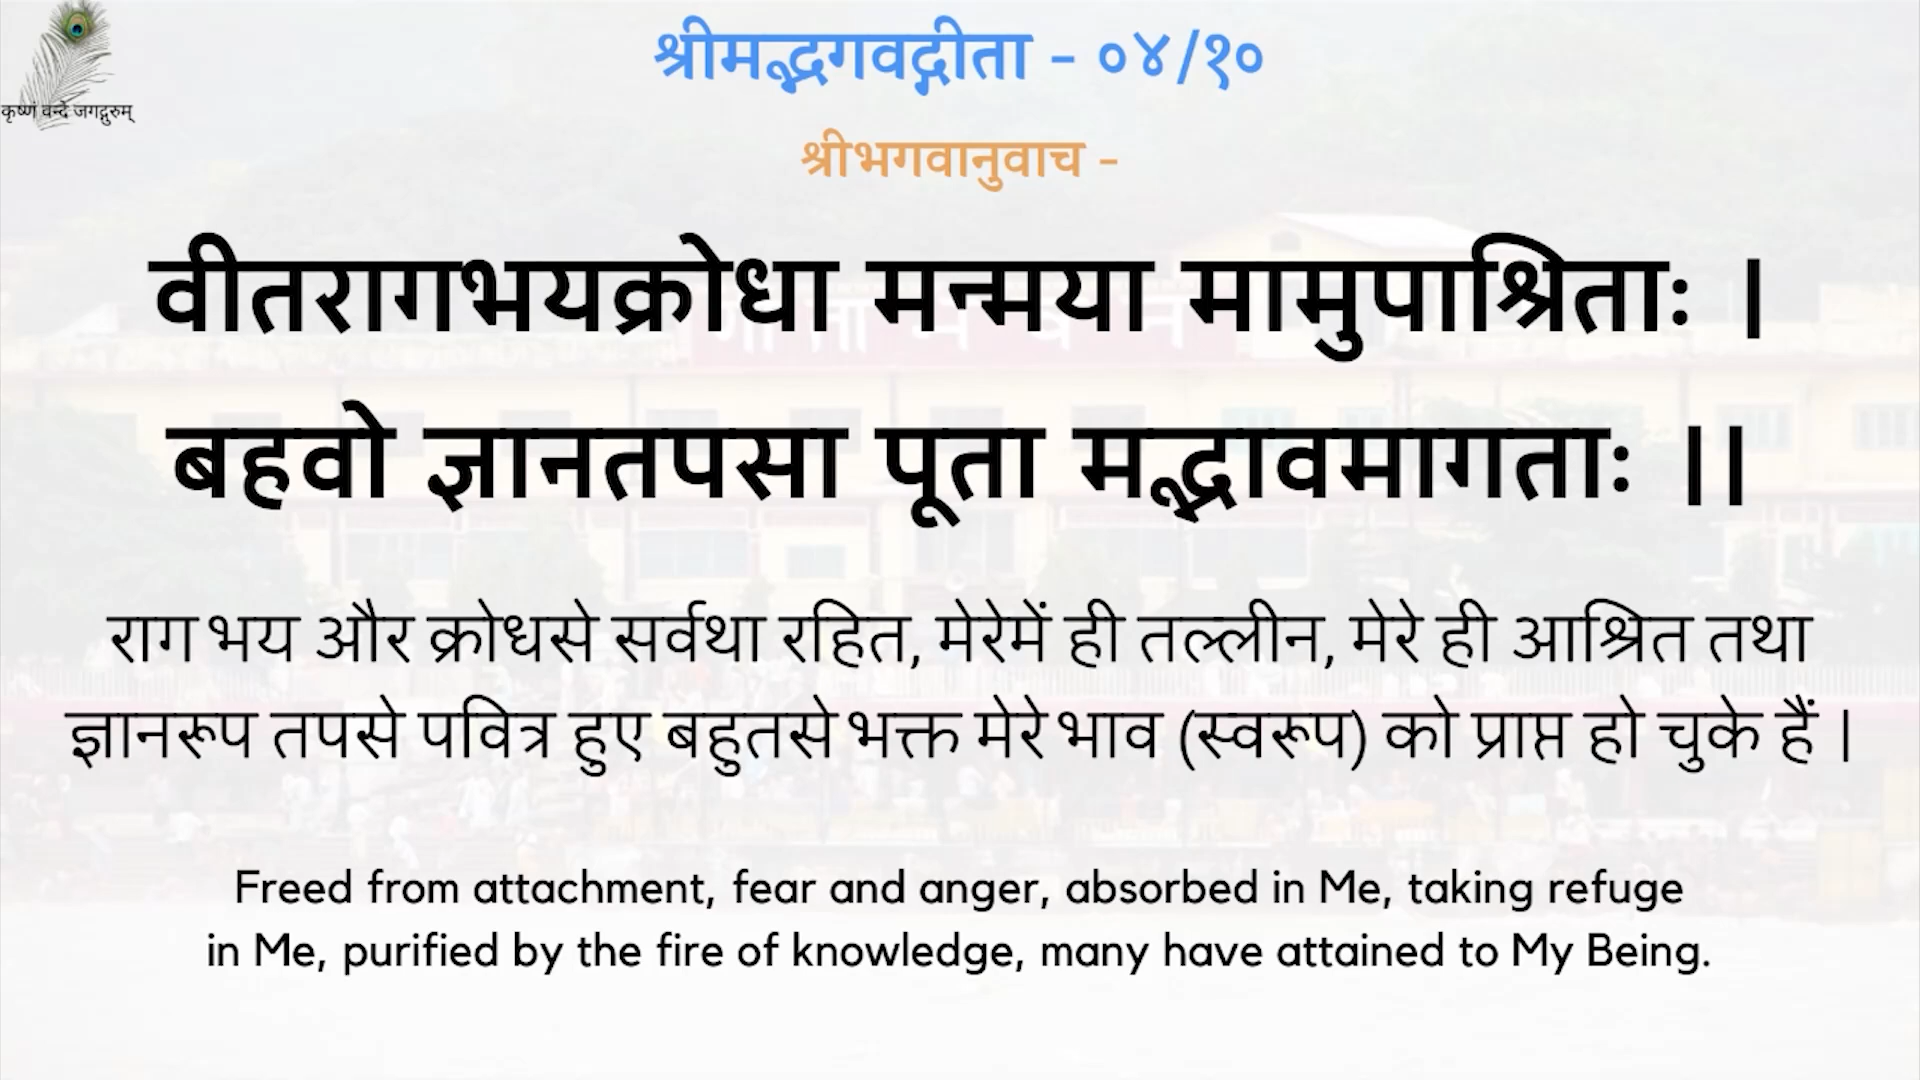 श्रीमद्भगवद्गीता - ०४/१०
कृष्णं वन्दे जगद्गुरुम्
श्रीभगवानुवाच -
वीतरागभयक्रोधा मन्मया मामुपाश्रिताः |
बहवो ज्ञानतपसा पूता मद्भावमागताः ||
राग भय और क्रोधसे सर्वथा रहित, मेरेमें ही तल्लीन, मेरे ही आश्रित तथा
ज्ञानरूप तपसे पवित्र हुए बहुतसे भक्त मेरे भाव (स्वरूप) को प्राप्त हो चुके हैं |
Freed from attachment, fear and anger, absorbed in Me, taking refuge
in Me, purified by the fire of knowledge, many have attained to My Being.